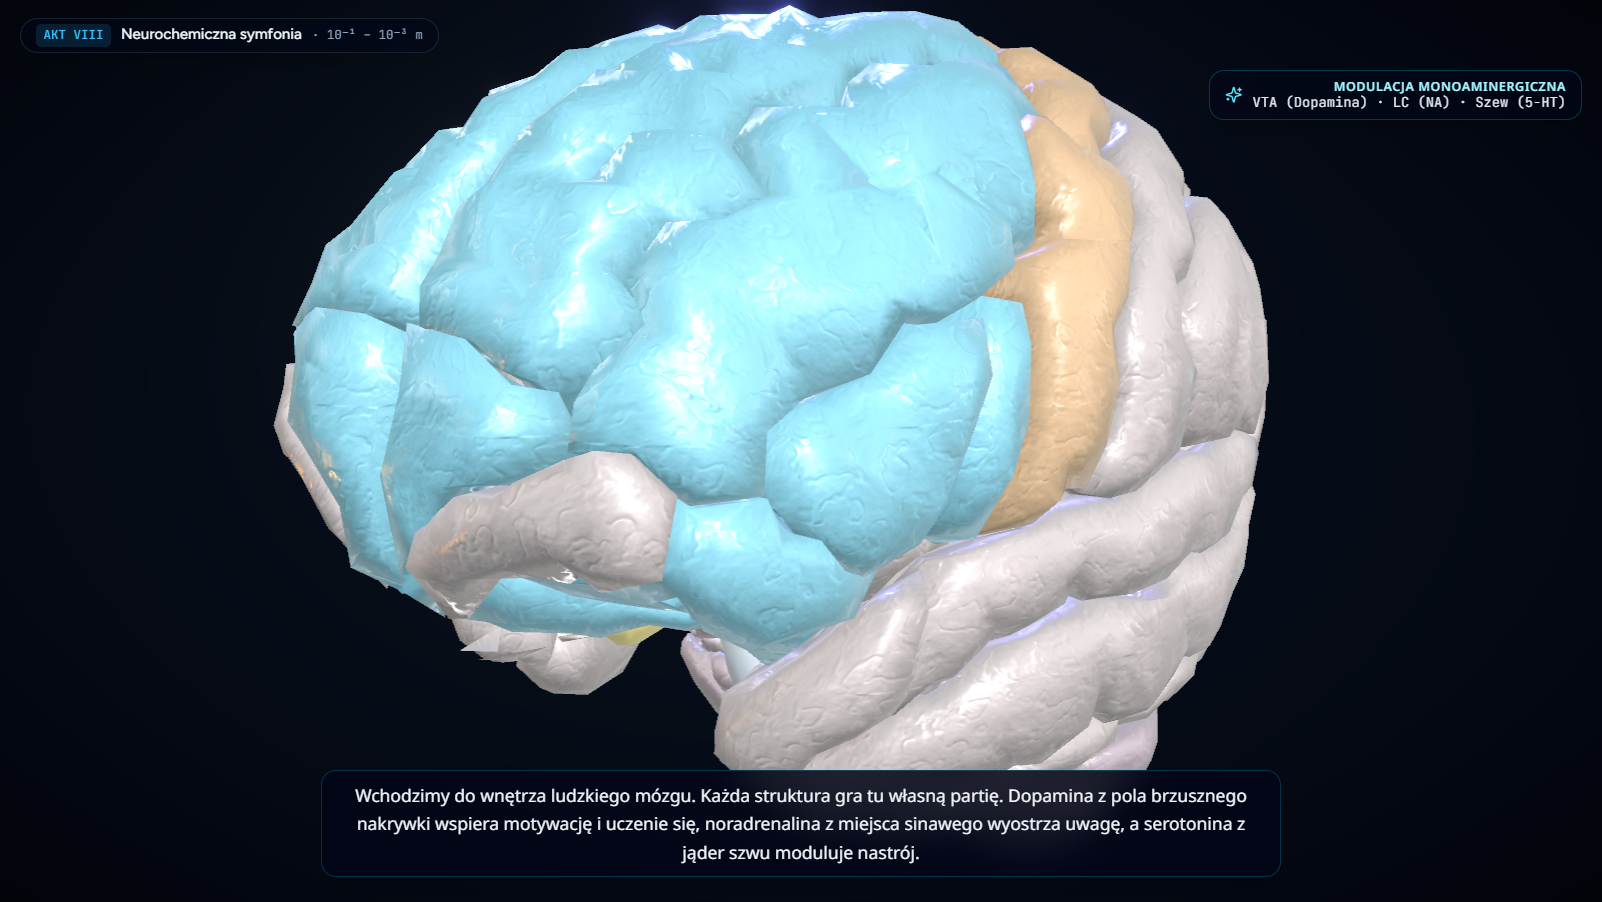 AKT VIII Neurochemiczna symfonia · 10⁻¹ – 10⁻³ m
MODULACJA MONOAMINERGICZNA
VTA (Dopamina) · LC (NA) · Szew (5-HT)
Wchodzimy do wnętrza ludzkiego mózgu. Każda struktura gra tu własną partię. Dopamina z pola brzusznego
nakrywki wspiera motywację i uczenie się, noradrenalina z miejsca sinawego wyostrza uwagę, a serotonina z
jąder szwu moduluje nastrój.